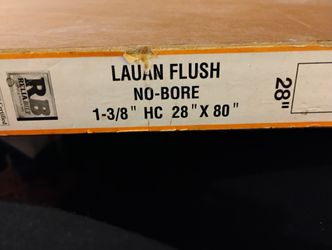 LAUAN FLUSH
NO-BORE
1-3/8" HC 28" X 80"
28"
RB